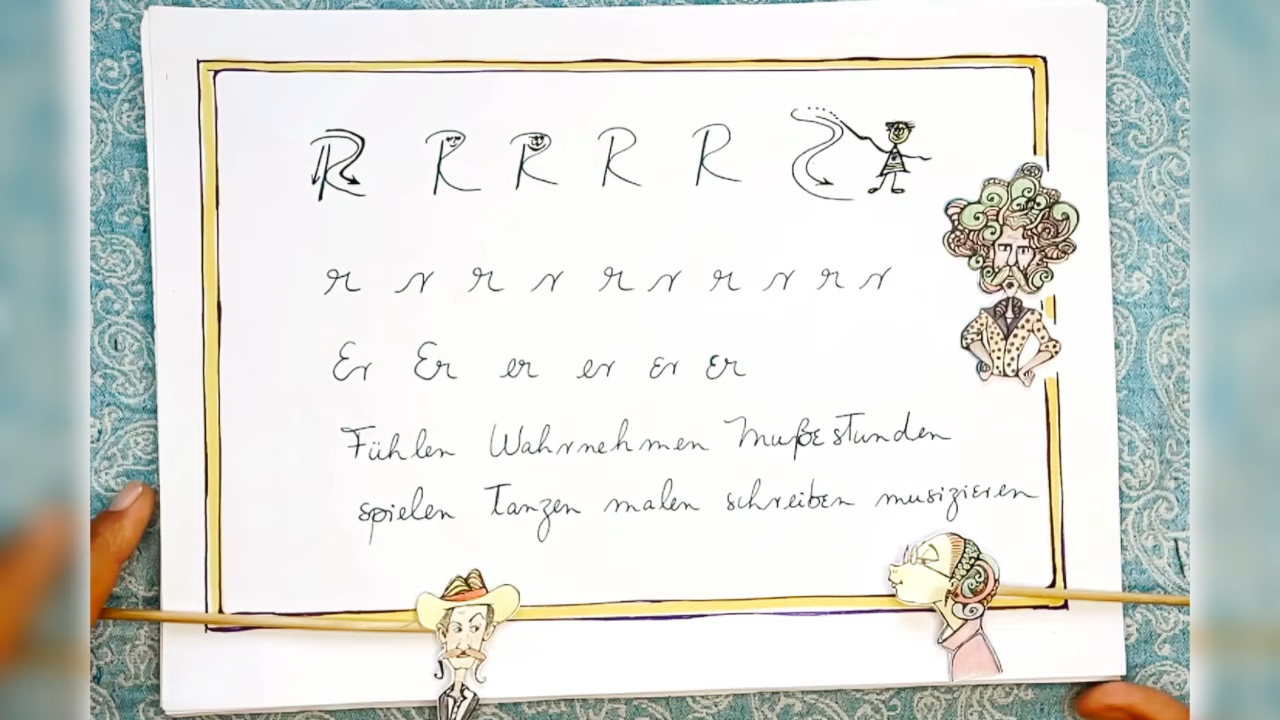 R R R R R
r r r r r r r r r r
Er Er er er er er
Fühlen Wahrnehmen Mußestunden
spielen Tanzen malen schreiben musizieren